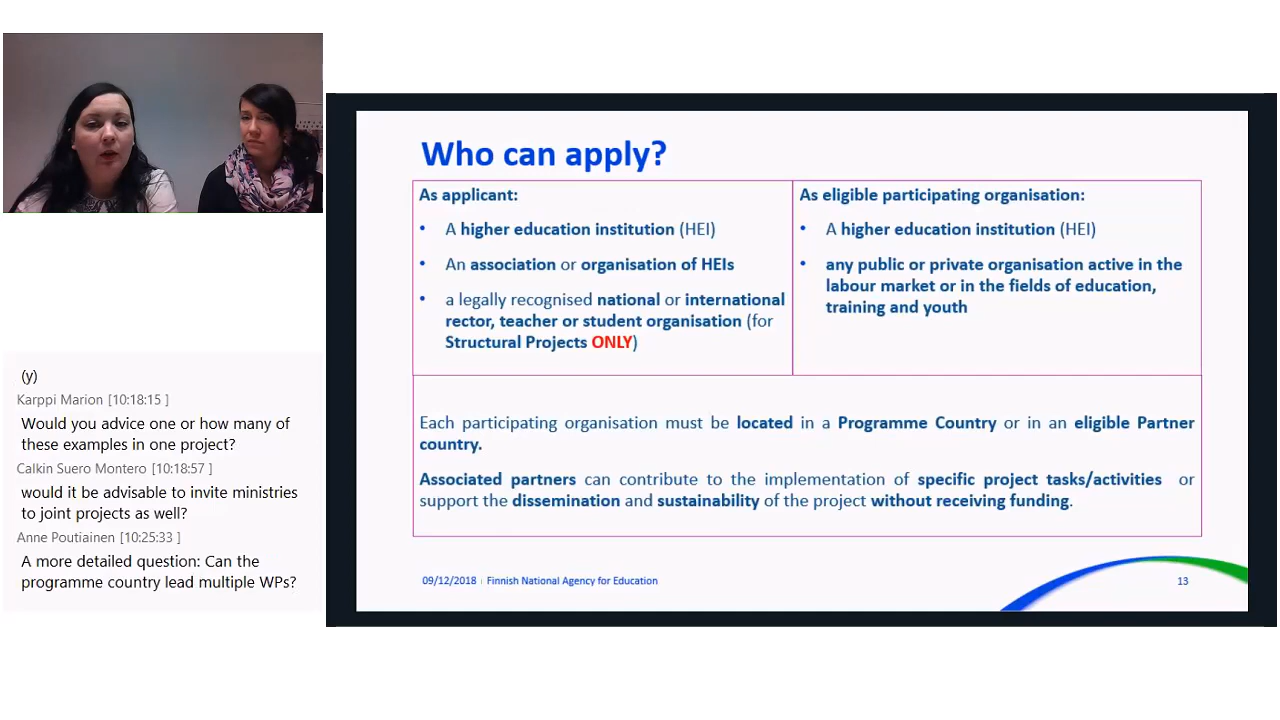 Who can apply?
As applicant:
• A higher education institution (HEI)
• An association or organisation of HEIs
• a legally recognised national or international
rector, teacher or student organisation (for
Structural Projects ONLY)
As eligible participating organisation:
• A higher education institution (HEI)
• any public or private organisation active in the
labour market or in the fields of education,
training and youth
Each participating organisation must be located in a Programme Country or in an eligible Partner
country.
Associated partners can contribute to the implementation of specific project tasks/activities or
support the dissemination and sustainability of the project without receiving funding.
09/12/2018 | Finnish National Agency for Education
13
(y)
Karppi Marion [10:18:15 ]
Would you advice one or how many of
these examples in one project?
Calkin Suero Montero [10:18:57 ]
would it be advisable to invite ministries
to joint projects as well?
Anne Poutiainen [10:25:33 ]
A more detailed question: Can the
programme country lead multiple WPs?